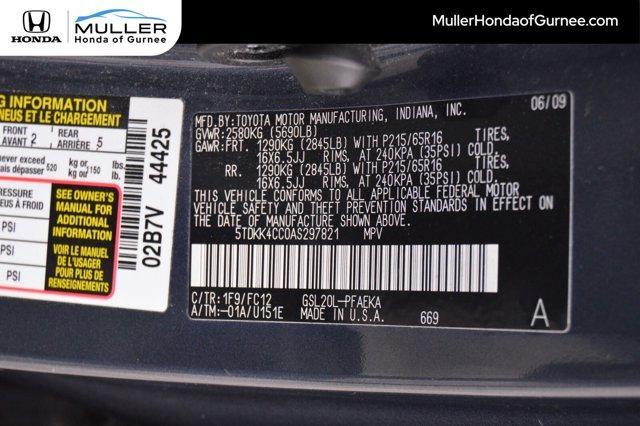 HONDA
MULLER
Honda of Gurnee
MullerHondaofGurnee.com
G INFORMATION
PNEUS ET LE CHARGEMENT
FRONT
AVANT 2
REAR
ARRIÈRE 5
never exceed
dépasser 520
kg or
kg ou 1150
lbs.
lb.
PRESSURE
PNEUS À FROID
PSI
PSI
PSI
SEE OWNER'S
MANUAL FOR
ADDITIONAL
INFORMATION
VOIR LE MANUEL
DE L'USAGER
POUR PLUS DE
RENSEIGNEMENTS
02B7V 44425
MFD.BY:TOYOTA MOTOR MANUFACTURING, INDIANA, INC. 06/09
GVWR:2580KG (5690LB)
GAWR:FRT. 1290KG (2845LB) WITH P215/65R16 TIRES,
16X6.5JJ RIMS, AT 240KPA (35PSI) COLD.
RR. 1290KG (2845LB) WITH P215/65R16 TIRES,
16X6.5JJ RIMS, AT 240KPA (35PSI) COLD.
THIS VEHICLE CONFORMS TO ALL APPLICABLE FEDERAL MOTOR
VEHICLE SAFETY AND THEFT PREVENTION STANDARDS IN EFFECT ON
THE DATE OF MANUFACTURE SHOWN ABOVE.
5TDKK4CC0AS297821 MPV
C/TR:1F9/FC12 GSL20L-PFAEKA
A/TM:-01A/U151E MADE IN U.S.A. 669
A